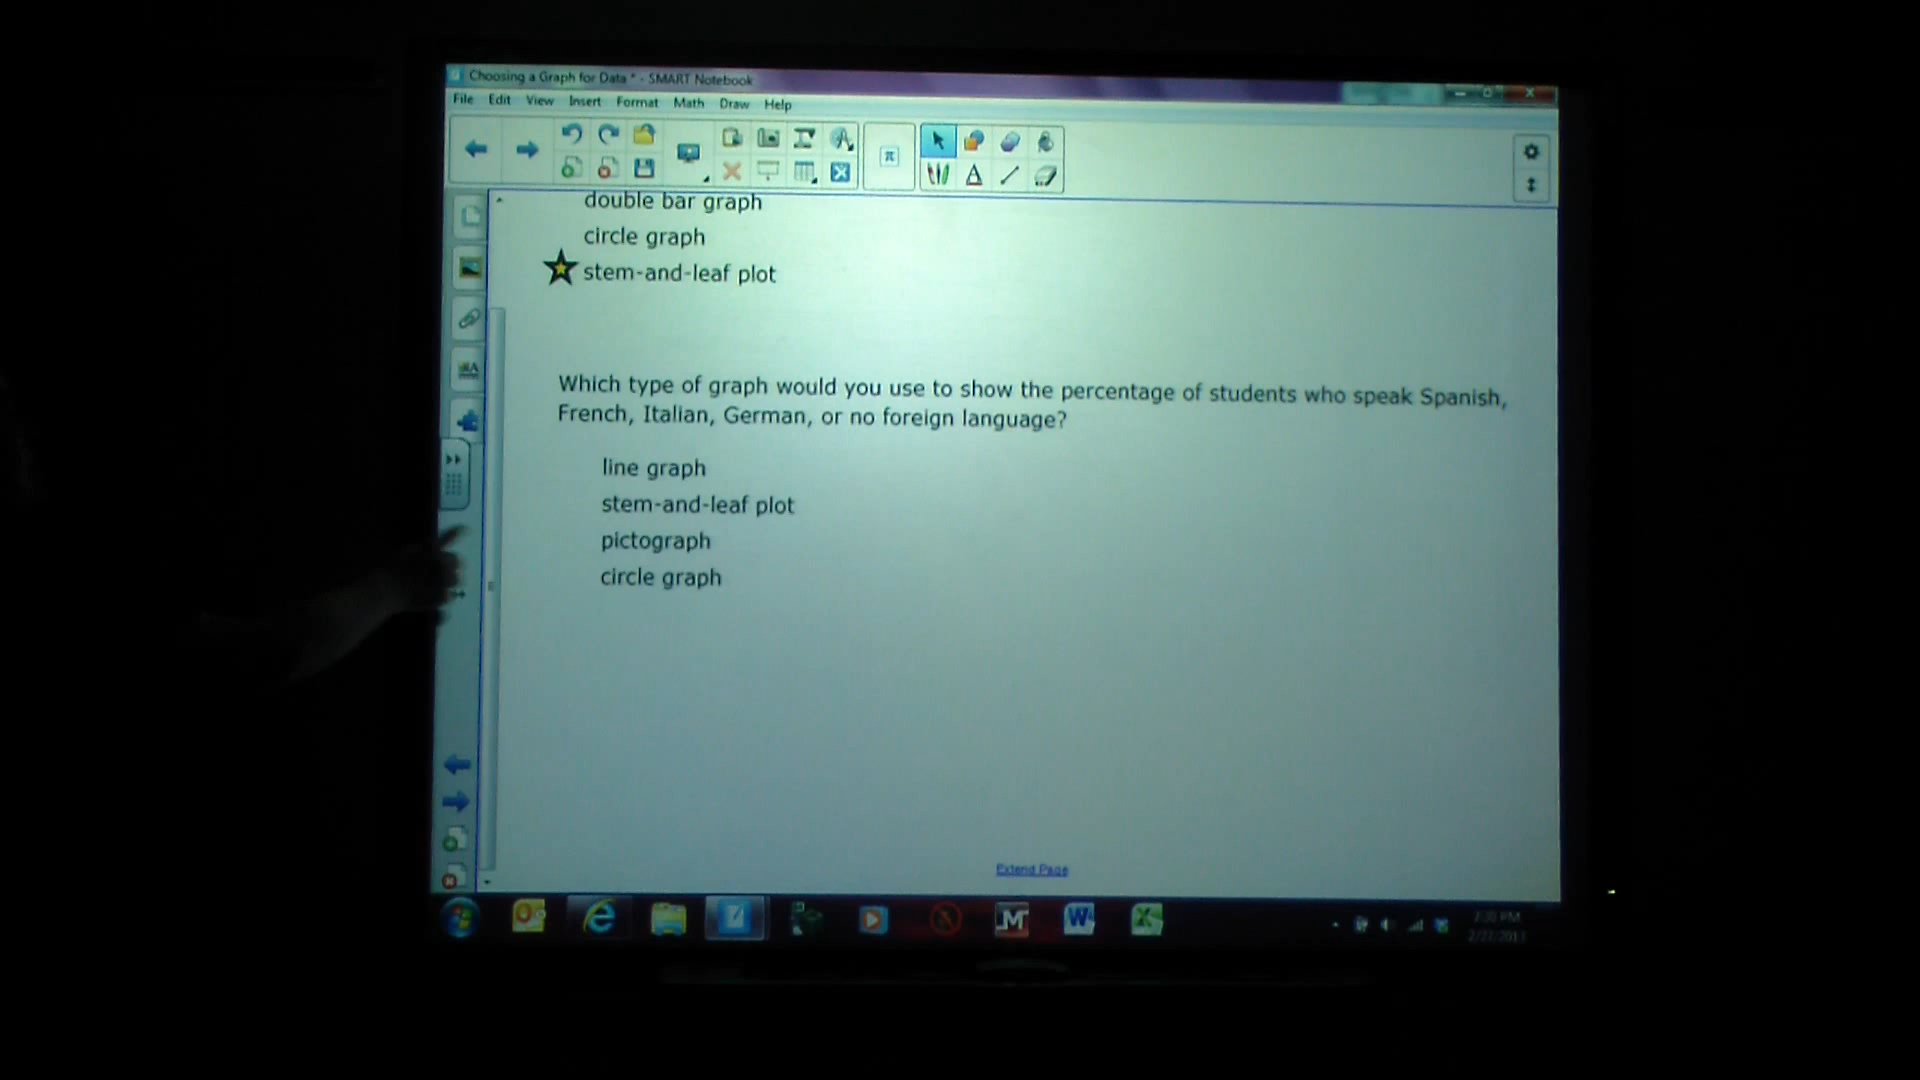 Choosing a Graph for Data * - SMART Notebook
File Edit View Insert Format Math Draw Help
double bar graph
circle graph
stem-and-leaf plot
Which type of graph would you use to show the percentage of students who speak Spanish,
French, Italian, German, or no foreign language?
line graph
stem-and-leaf plot
pictograph
circle graph
Extend Page